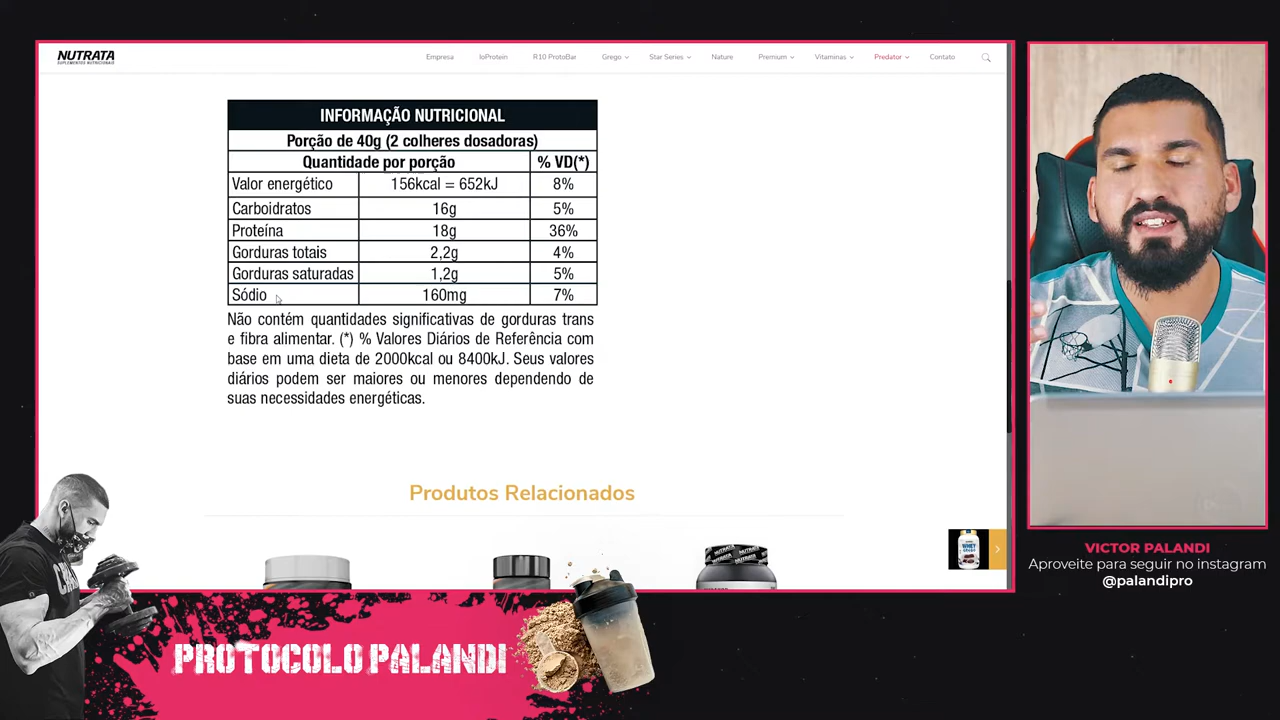 NUTRATA
SUPLEMENTOS NUTRICIONAIS
Empresa IoProtein R10 ProtoBar Grego Star Series Nature Premium Vitaminas Predator Contato
INFORMAÇÃO NUTRICIONAL
Porção de 40g (2 colheres dosadoras)
Quantidade por porção % VD(*)
Valor energético 156kcal = 652kJ 8%
Carboidratos 16g 5%
Proteína 18g 36%
Gorduras totais 2,2g 4%
Gorduras saturadas 1,2g 5%
Sódio 160mg 7%
Não contém quantidades significativas de gorduras trans
e fibra alimentar. (*) % Valores Diários de Referência com
base em uma dieta de 2000kcal ou 8400kJ. Seus valores
diários podem ser maiores ou menores dependendo de
suas necessidades energéticas.
Produtos Relacionados
NUTRATA
WHEY
VICTOR PALANDI
Aproveite para seguir no instagram
@palandipro
PROTOCOLO PALANDI